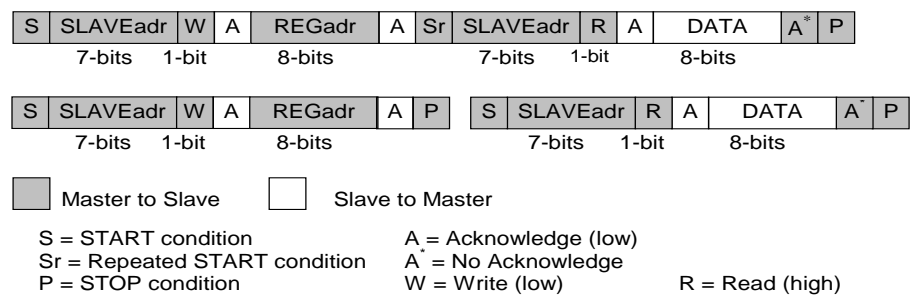 S SLAVEadr W A REGadr A Sr SLAVEadr R A DATA A* P
7-bits 1-bit 8-bits 7-bits 1-bit 8-bits
S SLAVEadr W A REGadr A P S SLAVEadr R A DATA A* P
7-bits 1-bit 8-bits 7-bits 1-bit 8-bits
Master to Slave Slave to Master
S = START condition A = Acknowledge (low)
Sr = Repeated START condition A* = No Acknowledge
P = STOP condition W = Write (low) R = Read (high)